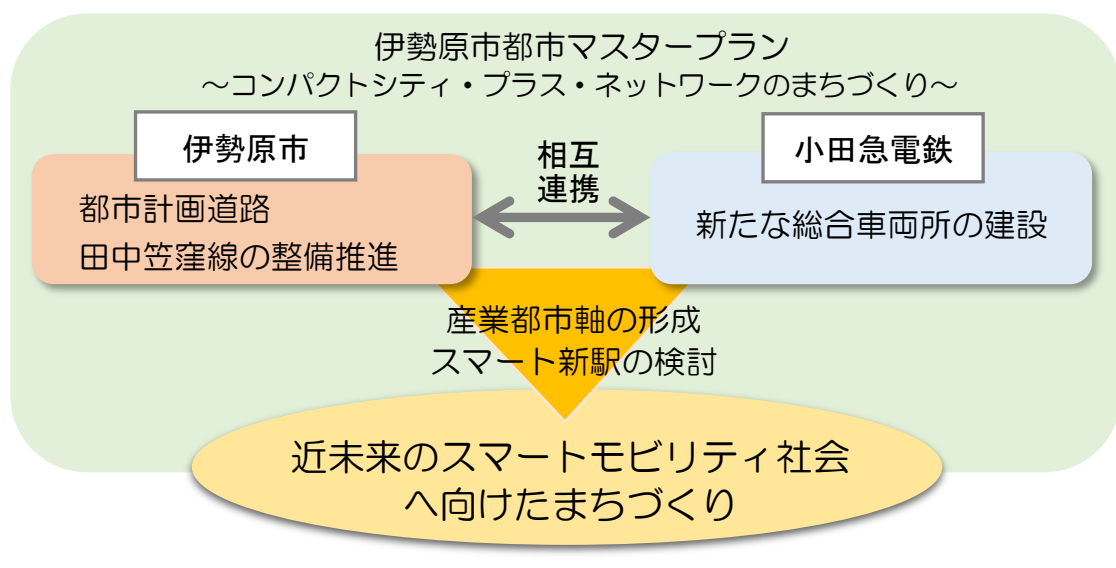 伊勢原市都市マスタープラン
～コンパクトシティ・プラス・ネットワークのまちづくり～
伊勢原市
都市計画道路
田中笠窪線の整備推進
相互
連携
小田急電鉄
新たな総合車両所の建設
産業都市軸の形成
スマート新駅の検討
近未来のスマートモビリティ社会
へ向けたまちづくり